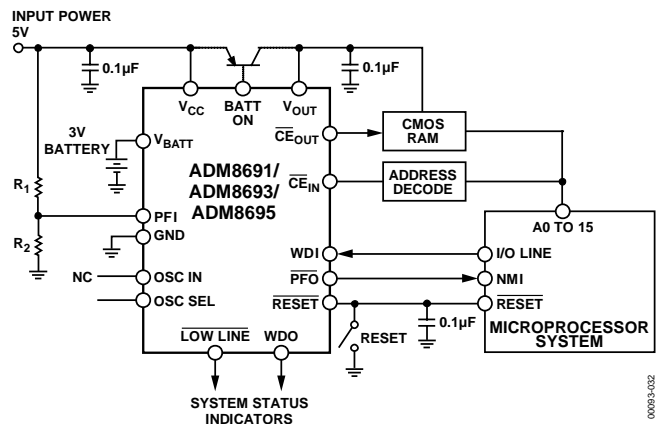 INPUT POWER
5V
0.1µF
0.1µF
VCC
BATT
ON
VOUT
3V
BATTERY
VBATT
CEOUT
CMOS
RAM
ADM8691/
ADM8693/
ADM8695
CEIN
ADDRESS
DECODE
R1
R2
PFI
GND
A0 TO 15
WDI
I/O LINE
NC
OSC IN
PFO
NMI
OSC SEL
RESET
RESET
0.1µF
RESET
MICROPROCESSOR
SYSTEM
LOW LINE
WDO
SYSTEM STATUS
INDICATORS
00093-032